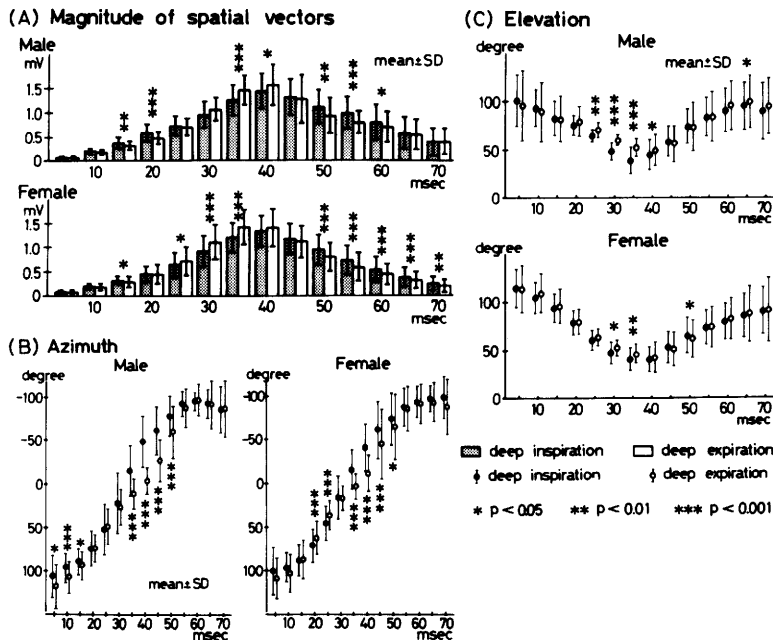 (A) Magnitude of spatial vectors
Male
mV
mean±SD
1.5
1.0
0.5
0
** *** *** * ** *** *
10 20 30 40 50 60 70
msec
Female
mV
1.5
1.0
0.5
0
* * *** *** *** *** *** *** **
10 20 30 40 50 60 70
msec
(B) Azimuth
Male
degree
-100
-50
0
50
100
* *** * *** *** *** ***
mean±SD
10 20 30 40 50 60 70
msec
Female
degree
-100
-50
0
50
100
*** *** *** *** *** *
10 20 30 40 50 60 70
msec
(C) Elevation
degree
Male
mean±SD
100
50
0
** *** *** * *
10 20 30 40 50 60 70
msec
degree
Female
100
50
0
* ** *
10 20 30 40 50 60 70
msec
deep inspiration deep expiration
deep inspiration deep expiration
* p<0.05 ** p<0.01 *** p<0.001